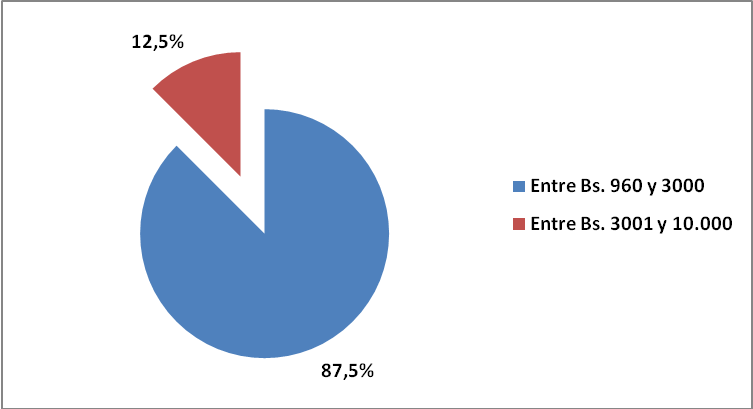 12,5%
Entre Bs. 960 y 3000
Entre Bs. 3001 y 10.000
87,5%